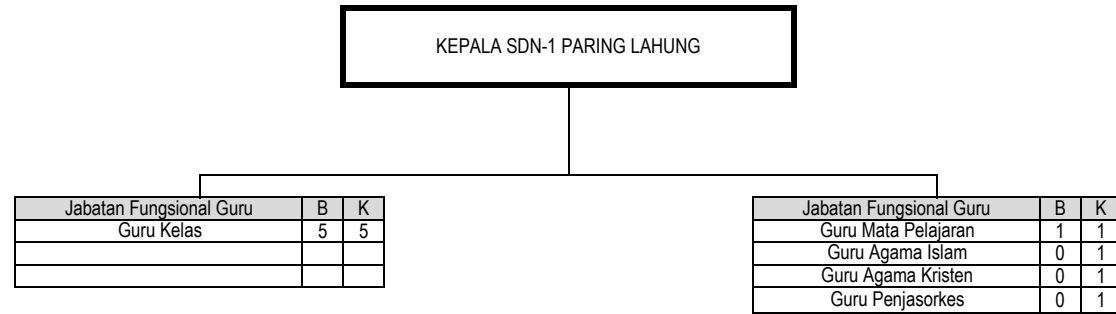 KEPALA SDN-1 PARING LAHUNG
Jabatan Fungsional Guru B K
Guru Kelas 5 5
Jabatan Fungsional Guru B K
Guru Mata Pelajaran 1 1
Guru Agama Islam 0 1
Guru Agama Kristen 0 1
Guru Penjasorkes 0 1